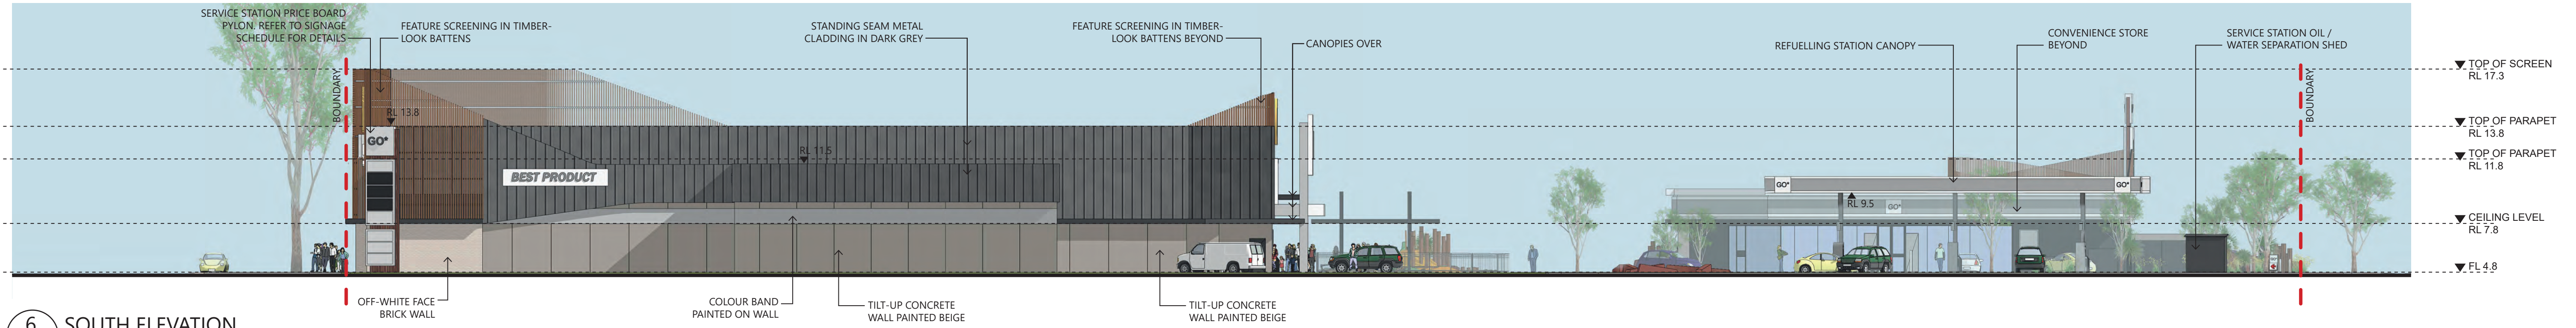 SERVICE STATION PRICE BOARD
PYLON. REFER TO SIGNAGE
SCHEDULE FOR DETAILS
FEATURE SCREENING IN TIMBER-
LOOK BATTENS
STANDING SEAM METAL
CLADDING IN DARK GREY
FEATURE SCREENING IN TIMBER-
LOOK BATTENS BEYOND
CANOPIES OVER
REFUELLING STATION CANOPY
CONVENIENCE STORE
BEYOND
SERVICE STATION OIL /
WATER SEPARATION SHED
BOUNDARY
BOUNDARY
TOP OF SCREEN
RL 17.3
RL 13.8
TOP OF PARAPET
RL 13.8
GO*
RL 11.5
TOP OF PARAPET
RL 11.8
BEST PRODUCT
GO*
GO*
RL 9.5
GO*
CEILING LEVEL
RL 7.8
FL 4.8
OFF-WHITE FACE
BRICK WALL
COLOUR BAND
PAINTED ON WALL
TILT-UP CONCRETE
WALL PAINTED BEIGE
TILT-UP CONCRETE
WALL PAINTED BEIGE
6
SOUTH ELEVATION